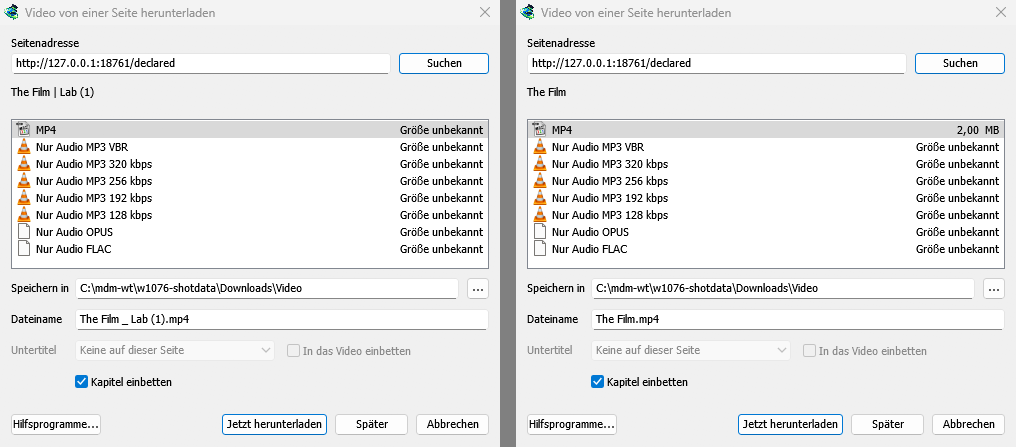 Video von einer Seite herunterladen
Seitenadresse
http://127.0.0.1:18761/declared
Suchen
The Film | Lab (1)
MP4 Größe unbekannt
Nur Audio MP3 VBR Größe unbekannt
Nur Audio MP3 320 kbps Größe unbekannt
Nur Audio MP3 256 kbps Größe unbekannt
Nur Audio MP3 192 kbps Größe unbekannt
Nur Audio MP3 128 kbps Größe unbekannt
Nur Audio OPUS Größe unbekannt
Nur Audio FLAC Größe unbekannt
Speichern in C:\mdm-wt\w1076-shotdata\Downloads\Video ...
Dateiname The Film _ Lab (1).mp4
Untertitel Keine auf dieser Seite In das Video einbetten
Kapitel einbetten
Hilfsprogramme... Jetzt herunterladen Später Abbrechen
Video von einer Seite herunterladen
Seitenadresse
http://127.0.0.1:18761/declared
Suchen
The Film
MP4 2,00 MB
Nur Audio MP3 VBR Größe unbekannt
Nur Audio MP3 320 kbps Größe unbekannt
Nur Audio MP3 256 kbps Größe unbekannt
Nur Audio MP3 192 kbps Größe unbekannt
Nur Audio MP3 128 kbps Größe unbekannt
Nur Audio OPUS Größe unbekannt
Nur Audio FLAC Größe unbekannt
Speichern in C:\mdm-wt\w1076-shotdata\Downloads\Video ...
Dateiname The Film.mp4
Untertitel Keine auf dieser Seite In das Video einbetten
Kapitel einbetten
Hilfsprogramme... Jetzt herunterladen Später Abbrechen